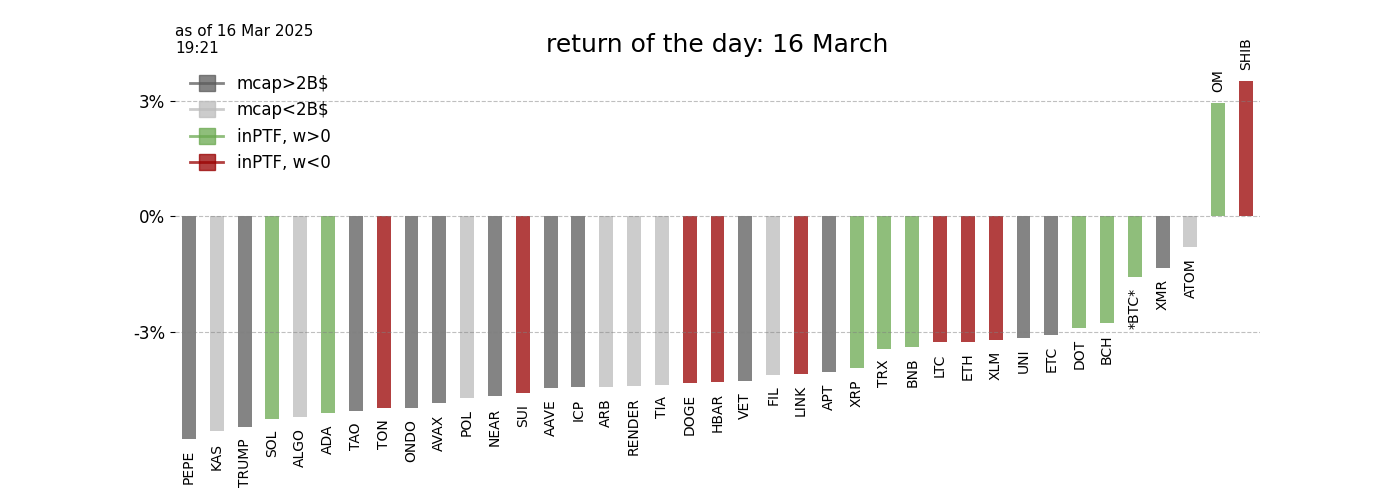 as of 16 Mar 2025
19:21
return of the day: 16 March
mcap>2B$
mcap<2B$
inPTF, w>0
inPTF, w<0
3%
0%
-3%
PEPE
KAS
TRUMP
SOL
ALGO
ADA
TAO
TON
ONDO
AVAX
POL
NEAR
SUI
AAVE
ICP
ARB
RENDER
TIA
DOGE
HBAR
VET
FIL
LINK
APT
XRP
TRX
BNB
LTC
ETH
XLM
UNI
ETC
DOT
BCH
*BTC*
XMR
ATOM
OM
SHIB